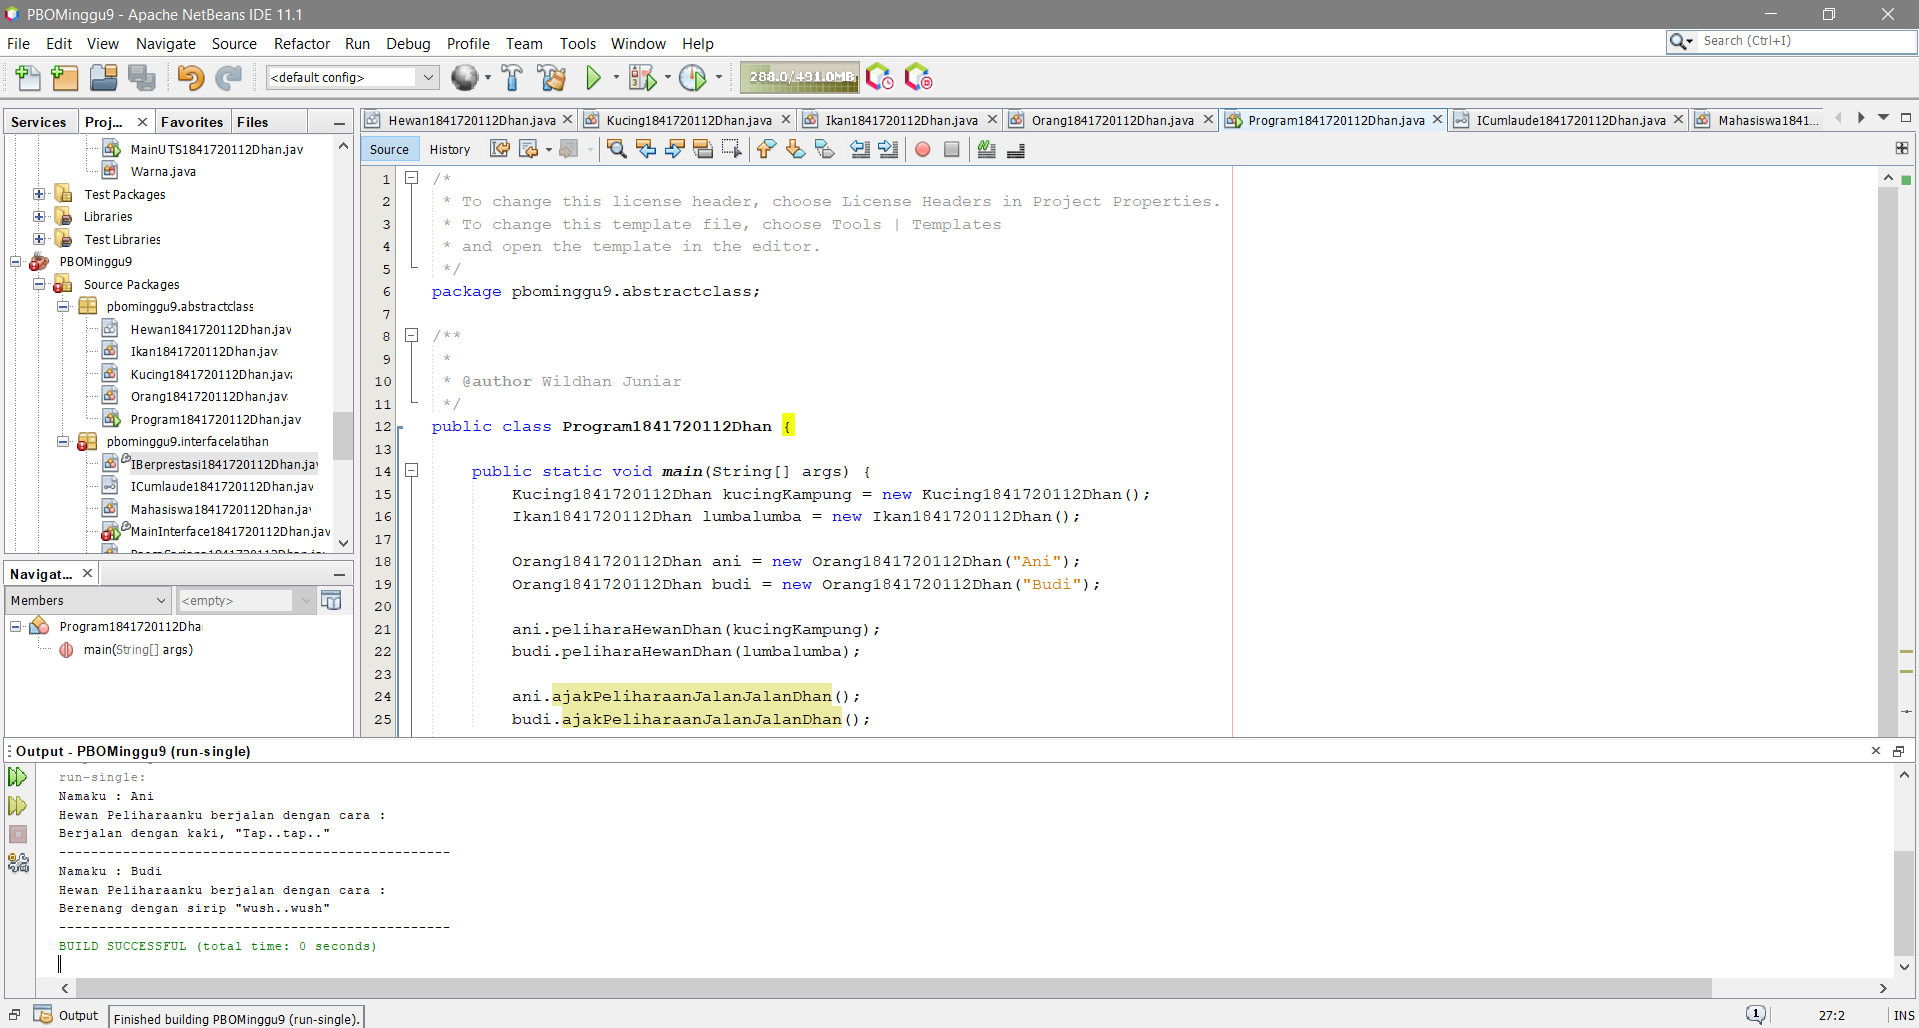 PBOMinggu9 - Apache NetBeans IDE 11.1
File Edit View Navigate Source Refactor Run Debug Profile Team Tools Window Help
Search (Ctrl+I)
<default config>
288.0/491.0MB
Services Proj... Favorites Files
MainUTS1841720112Dhan.jav
Warna.java
Test Packages
Libraries
Test Libraries
PBOMinggu9
Source Packages
pbominggu9.abstractclass
Hewan1841720112Dhan.jav
Ikan1841720112Dhan.jav
Kucing1841720112Dhan.java
Orang1841720112Dhan.jav
Program1841720112Dhan.jav
pbominggu9.interfacelatihan
IBerprestasi1841720112Dhan.jav
ICumlaude1841720112Dhan.jav
Mahasiswa1841720112Dhan.jav
MainInterface1841720112Dhan.jav
Navigat...
Members <empty>
Program1841720112Dha
main(String[] args)
Hewan1841720112Dhan.java Kucing1841720112Dhan.java Ikan1841720112Dhan.java Orang1841720112Dhan.java Program1841720112Dhan.java ICumlaude1841720112Dhan.java Mahasiswa1841...
Source History
1 /*
2 * To change this license header, choose License Headers in Project Properties.
3 * To change this template file, choose Tools | Templates
4 * and open the template in the editor.
5 */
6 package pbominggu9.abstractclass;
7
8 /**
9 *
10 * @author Wildhan Juniar
11 */
12 public class Program1841720112Dhan {
13
14 public static void main(String[] args) {
15 Kucing1841720112Dhan kucingKampung = new Kucing1841720112Dhan();
16 Ikan1841720112Dhan lumbalumba = new Ikan1841720112Dhan();
17
18 Orang1841720112Dhan ani = new Orang1841720112Dhan("Ani");
19 Orang1841720112Dhan budi = new Orang1841720112Dhan("Budi");
20
21 ani.peliharaHewanDhan(kucingKampung);
22 budi.peliharaHewanDhan(lumbalumba);
23
24 ani.ajakPeliharaanJalanJalanDhan();
25 budi.ajakPeliharaanJalanJalanDhan();
Output - PBOMinggu9 (run-single)
run-single:
Namaku : Ani
Hewan Peliharaanku berjalan dengan cara :
Berjalan dengan kaki, "Tap..tap.."
-------------------------------------------------
Namaku : Budi
Hewan Peliharaanku berjalan dengan cara :
Berenang dengan sirip "wush..wush"
-------------------------------------------------
BUILD SUCCESSFUL (total time: 0 seconds)
Output Finished building PBOMinggu9 (run-single).
1 27:2 INS